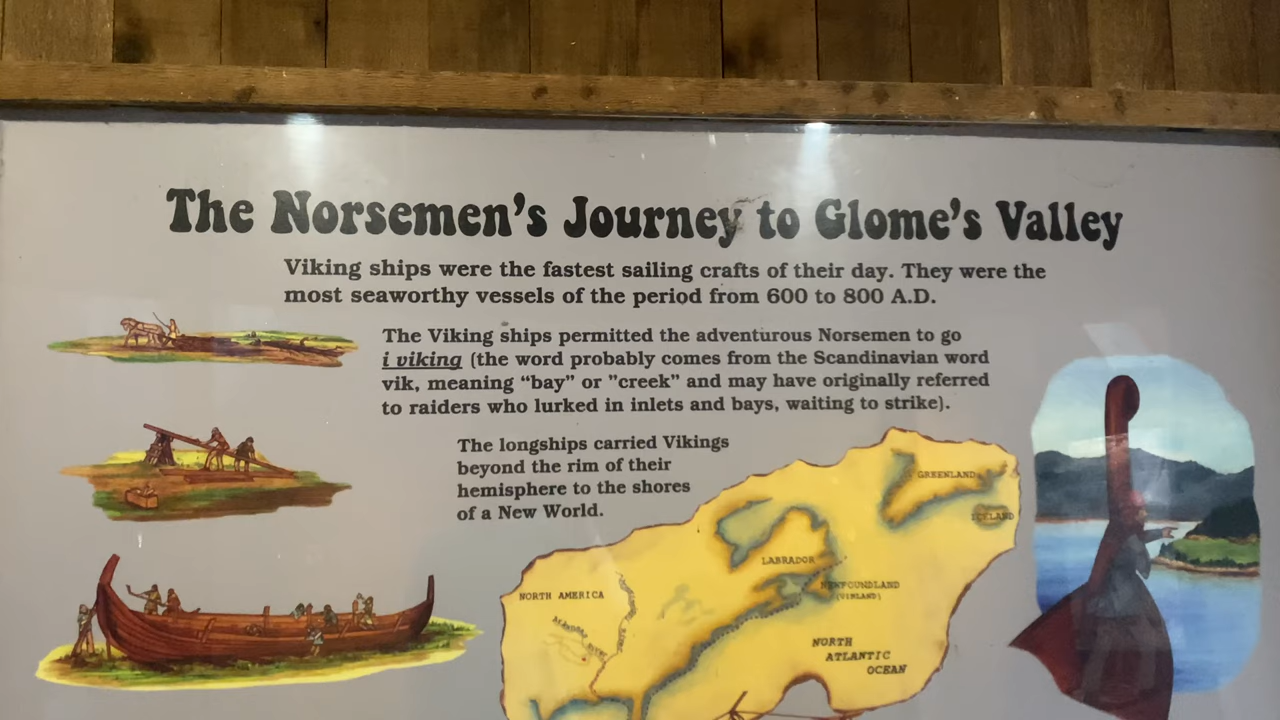 The Norsemen's Journey to Glome's Valley
Viking ships were the fastest sailing crafts of their day. They were the
most seaworthy vessels of the period from 600 to 800 A.D.
The Viking ships permitted the adventurous Norsemen to go
i viking (the word probably comes from the Scandinavian word
vik, meaning “bay” or ”creek” and may have originally referred
to raiders who lurked in inlets and bays, waiting to strike).
The longships carried Vikings
beyond the rim of their
hemisphere to the shores
of a New World.
GREENLAND
ICELAND
LABRADOR
NEWFOUNDLAND
(VINLAND)
NORTH AMERICA
RIVER
NORTH
ATLANTIC
OCEAN